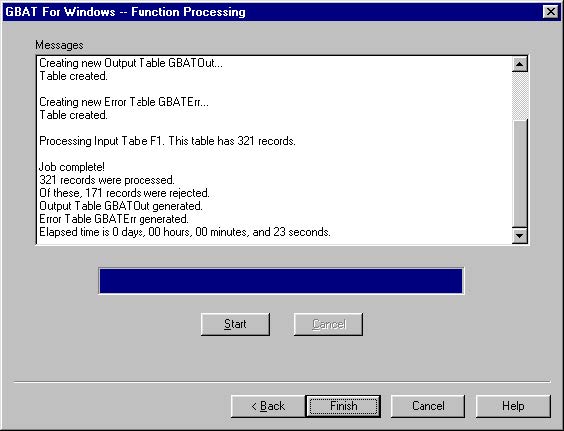 GBAT For Windows -- Function Processing
Messages
Creating new Output Table GBATOut...
Table created.
Creating new Error Table GBATErr...
Table created.
Processing Input Tabe F1. This table has 321 records.
Job complete!
321 records were processed.
Of these, 171 records were rejected.
Output Table GBATOut generated.
Error Table GBATErr generated.
Elapsed time is 0 days, 00 hours, 00 minutes, and 23 seconds.
Start
Cancel
< Back
Finish
Cancel
Help